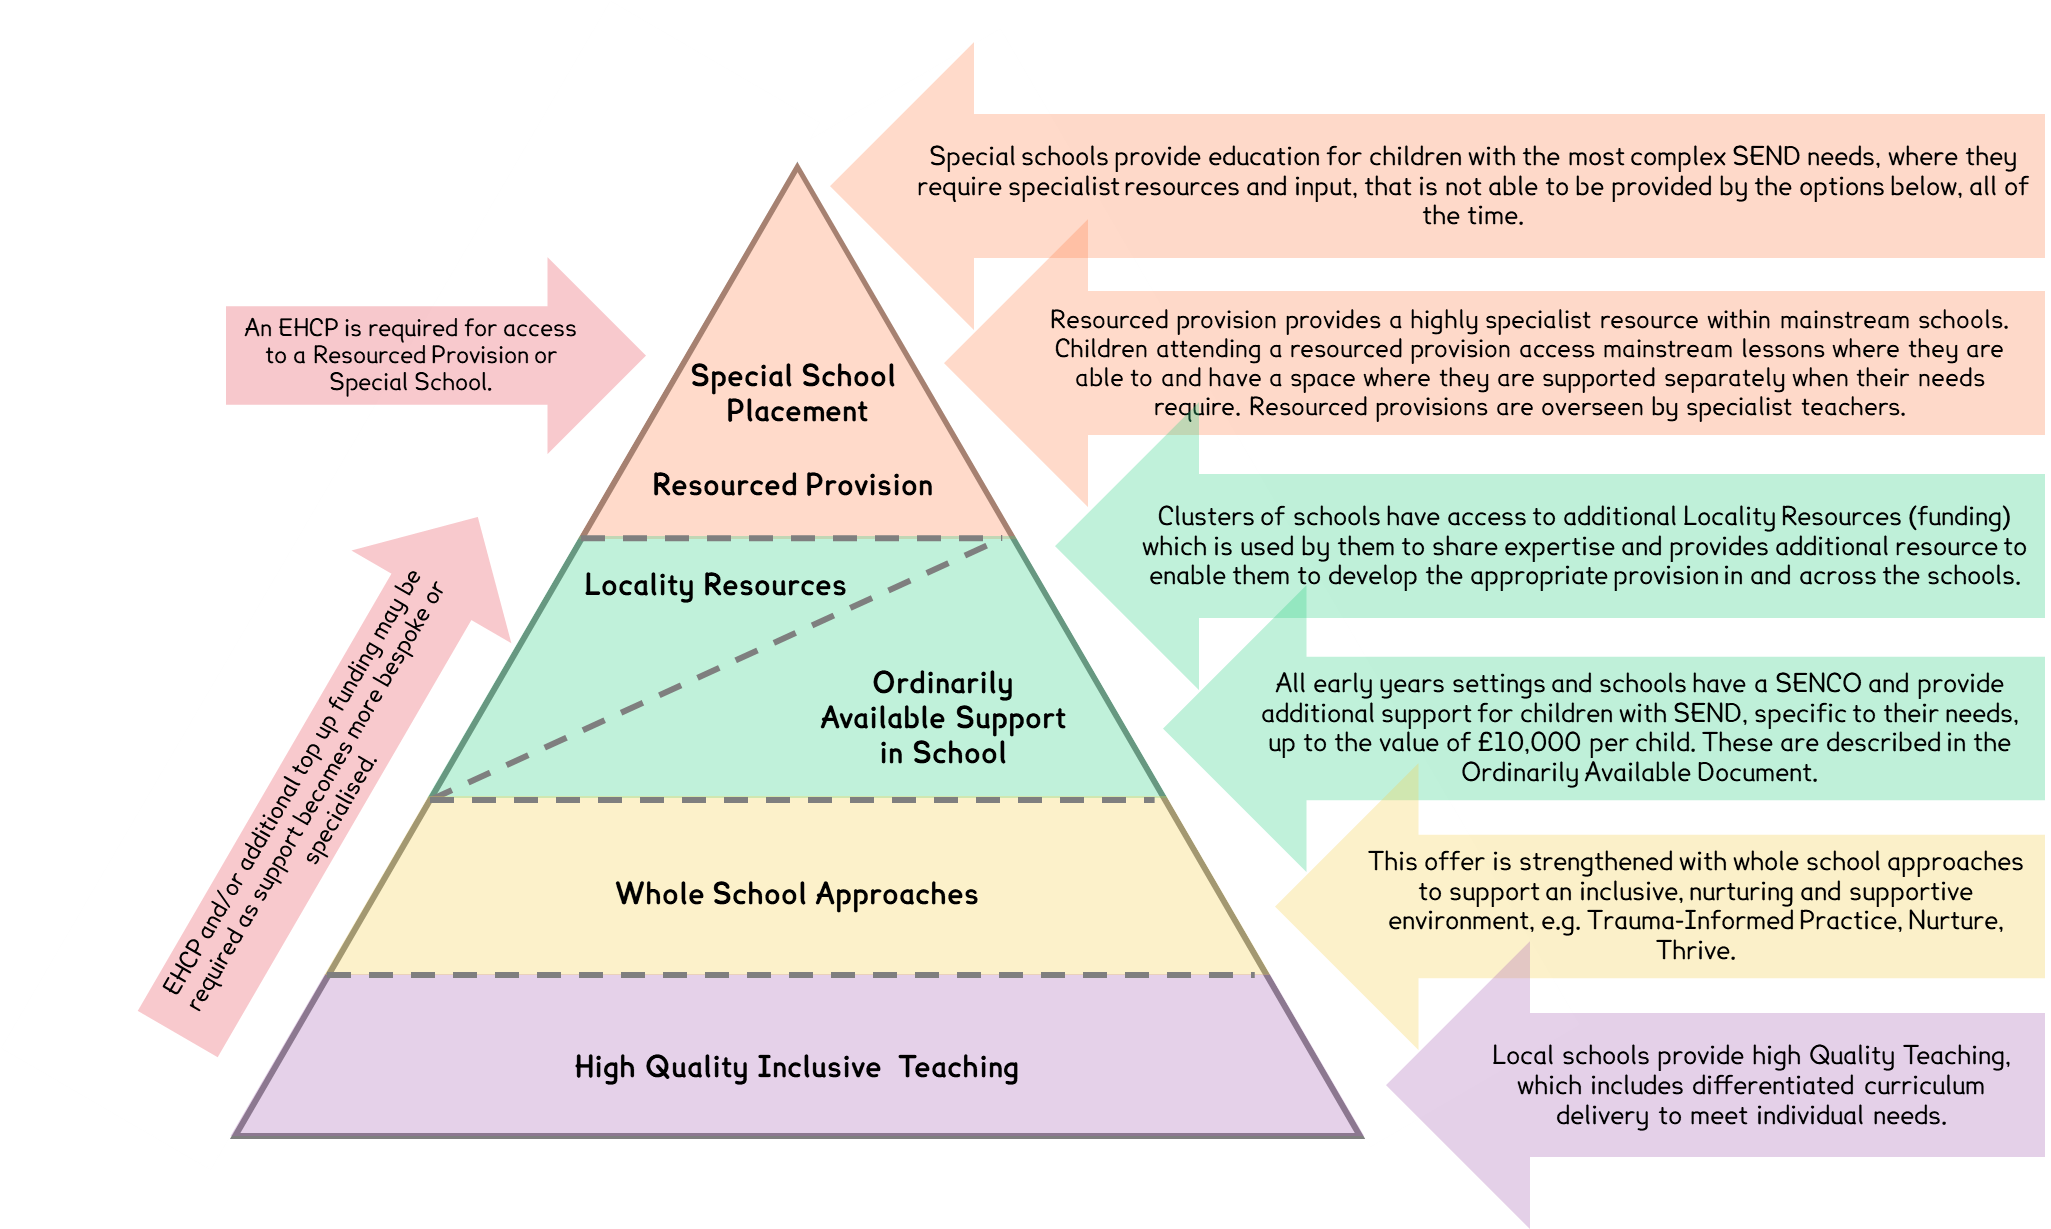 Special schools provide education for children with the most complex SEND needs, where they
require specialist resources and input, that is not able to be provided by the options below, all of
the time.
An EHCP is required for access
to a Resourced Provision or
Special School.
Resourced provision provides a highly specialist resource within mainstream schools.
Children attending a resourced provision access mainstream lessons where they are
able to and have a space where they are supported separately when their needs
require. Resourced provisions are overseen by specialist teachers.
Special School
Placement
Resourced Provision
Clusters of schools have access to additional Locality Resources (funding)
which is used by them to share expertise and provides additional resource to
enable them to develop the appropriate provision in and across the schools.
Locality Resources
EHCP and/or additional top up funding may be
required as support becomes more bespoke or
specialised.
Ordinarily
Available Support
in School
All early years settings and schools have a SENCO and provide
additional support for children with SEND, specific to their needs,
up to the value of £10,000 per child. These are described in the
Ordinarily Available Document.
Whole School Approaches
This offer is strengthened with whole school approaches
to support an inclusive, nurturing and supportive
environment, e.g. Trauma-Informed Practice, Nurture,
Thrive.
High Quality Inclusive  Teaching
Local schools provide high Quality Teaching,
which includes differentiated curriculum
delivery to meet individual needs.